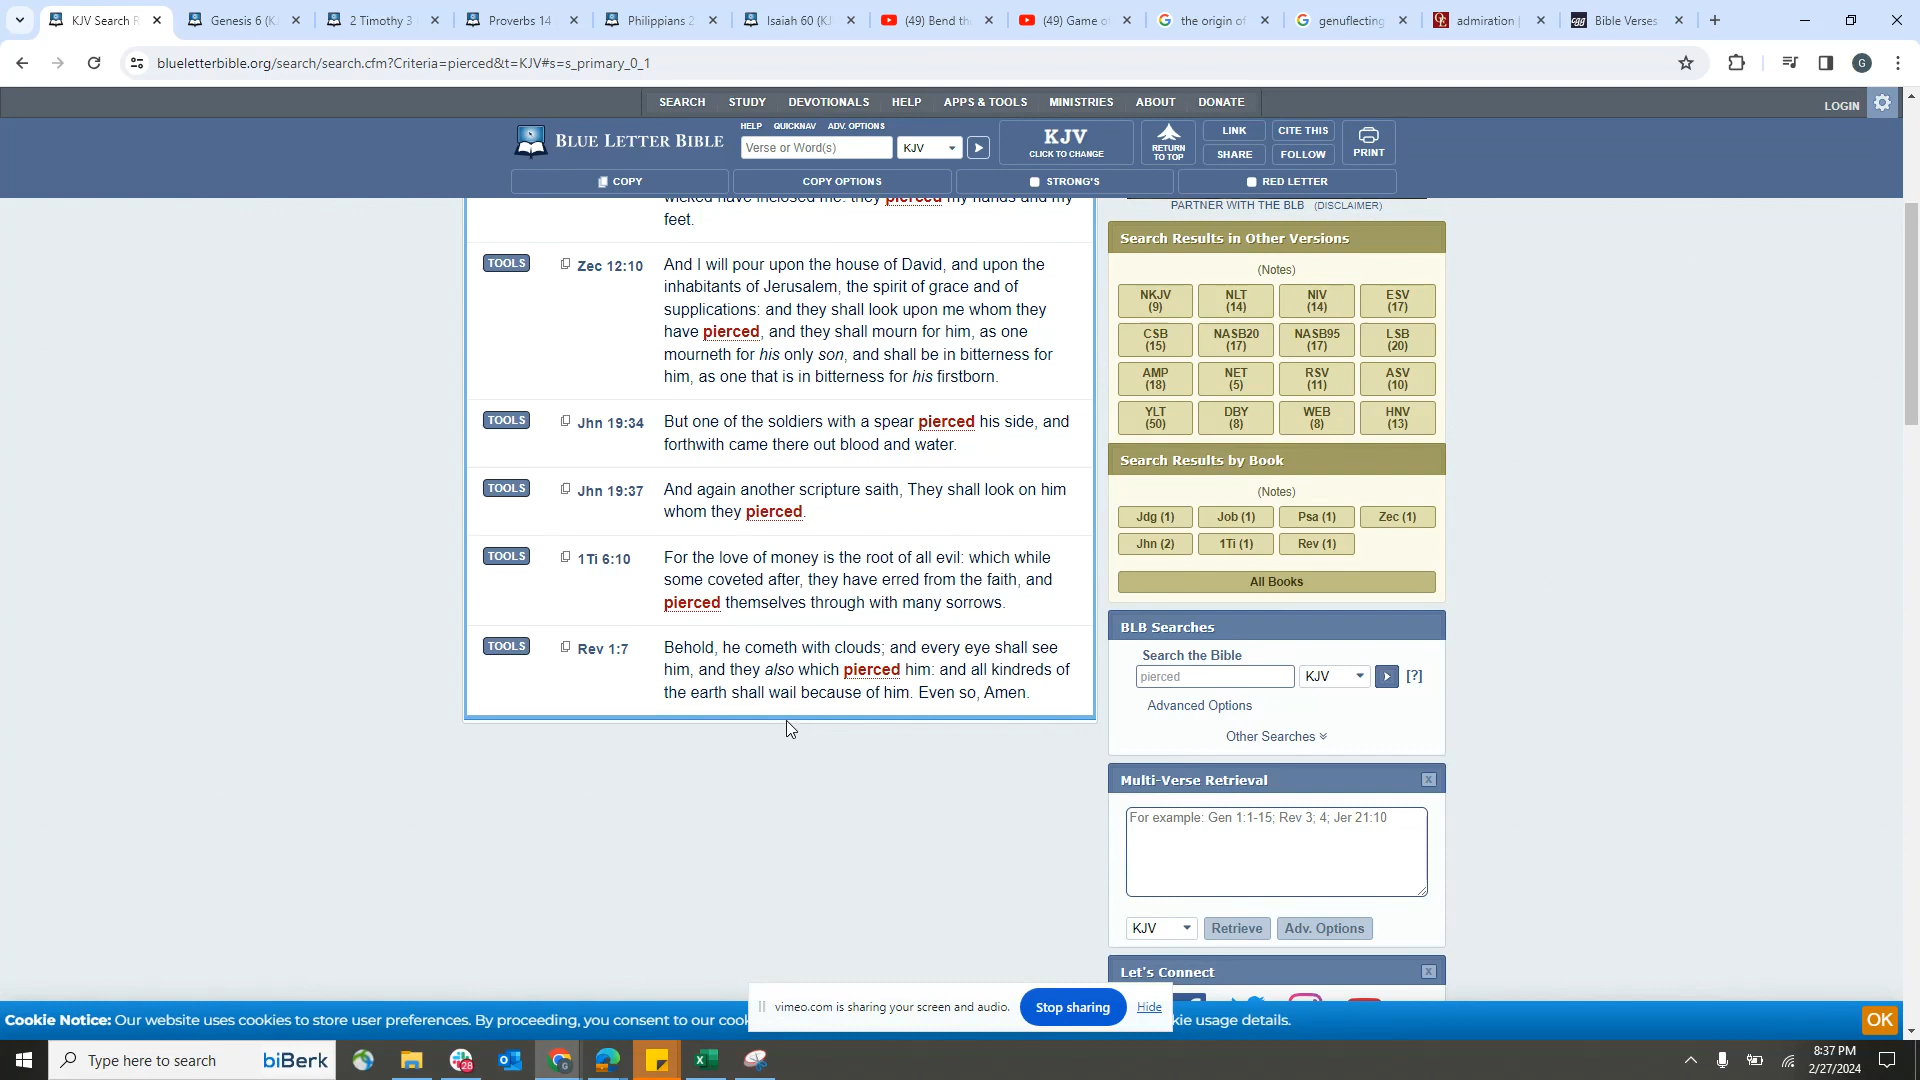 KJV Search R
Genesis 6 (K
2 Timothy 3
Proverbs 14
Philippians 2
Isaiah 60 (KJ
(49) Bend th
(49) Game o
the origin of
genuflecting
admiration
Bible Verses
blueletterbible.org/search/search.cfm?Criteria=pierced&t=KJV#s=s_primary_0_1
G
SEARCH STUDY DEVOTIONALS HELP APPS & TOOLS MINISTRIES ABOUT DONATE
LOGIN
BLUE LETTER BIBLE
HELP QUICKNAV ADV. OPTIONS
Verse or Word(s) KJV
KJV
CLICK TO CHANGE
RETURN
TO TOP
LINK CITE THIS
SHARE FOLLOW
PRINT
COPY COPY OPTIONS STRONG'S RED LETTER
wicked have inclosed me: they pierced my hands and my
feet.
TOOLS Zec 12:10 And I will pour upon the house of David, and upon the
inhabitants of Jerusalem, the spirit of grace and of
supplications: and they shall look upon me whom they
have pierced, and they shall mourn for him, as one
mourneth for his only son, and shall be in bitterness for
him, as one that is in bitterness for his firstborn.
TOOLS Jhn 19:34 But one of the soldiers with a spear pierced his side, and
forthwith came there out blood and water.
TOOLS Jhn 19:37 And again another scripture saith, They shall look on him
whom they pierced.
TOOLS 1Ti 6:10 For the love of money is the root of all evil: which while
some coveted after, they have erred from the faith, and
pierced themselves through with many sorrows.
TOOLS Rev 1:7 Behold, he cometh with clouds; and every eye shall see
him, and they also which pierced him: and all kindreds of
the earth shall wail because of him. Even so, Amen.
PARTNER WITH THE BLB (DISCLAIMER)
Search Results in Other Versions
(Notes)
NKJV NLT NIV ESV
(9) (14) (14) (17)
CSB NASB20 NASB95 LSB
(15) (17) (17) (20)
AMP NET RSV ASV
(18) (5) (11) (10)
YLT DBY WEB HNV
(50) (8) (8) (13)
Search Results by Book
(Notes)
Jdg (1) Job (1) Psa (1) Zec (1)
Jhn (2) 1Ti (1) Rev (1)
All Books
BLB Searches
Search the Bible
pierced KJV [?]
Advanced Options
Other Searches
Multi-Verse Retrieval
For example: Gen 1:1-15; Rev 3; 4; Jer 21:10
KJV Retrieve Adv. Options
Let's Connect
vimeo.com is sharing your screen and audio. Stop sharing Hide
Cookie Notice: Our website uses cookies to store user preferences. By proceeding, you consent to our cook
kie usage details.
OK
Type here to search
biBerk
28
8:37 PM
2/27/2024